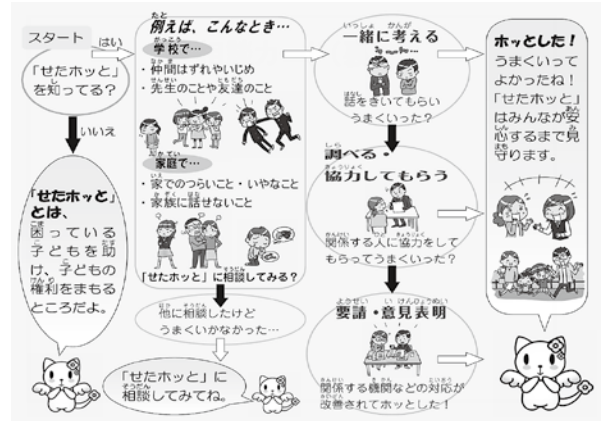 スタート
「せたホッと」
を知ってる?
はい
いいえ
「せたホッと」
とは、
困っている
子どもを助
け、子どもの
権利をまもる
ところだよ。
例えば、こんなとき…
学校で…
・仲間はずれやいじめ
・先生のことや友達のこと
家庭で…
・家でのつらいこと・いやなこと
・家族に話せないこと
「せたホッと」に相談してみる?
他に相談したけど
うまくいかなかった…
「せたホッと」に
相談してみてね。
一緒に考える
話をきいてもらい
うまくいった?
調べる・
協力してもらう
関係する人に協力をして
もらってうまくいった?
要請・意見表明
関係する機関などの対応が
改善されてホッとした!
ホッとした!
うまくいって
よかったね!
「せたホッと」
はみんなが安
心するまで見
守ります。